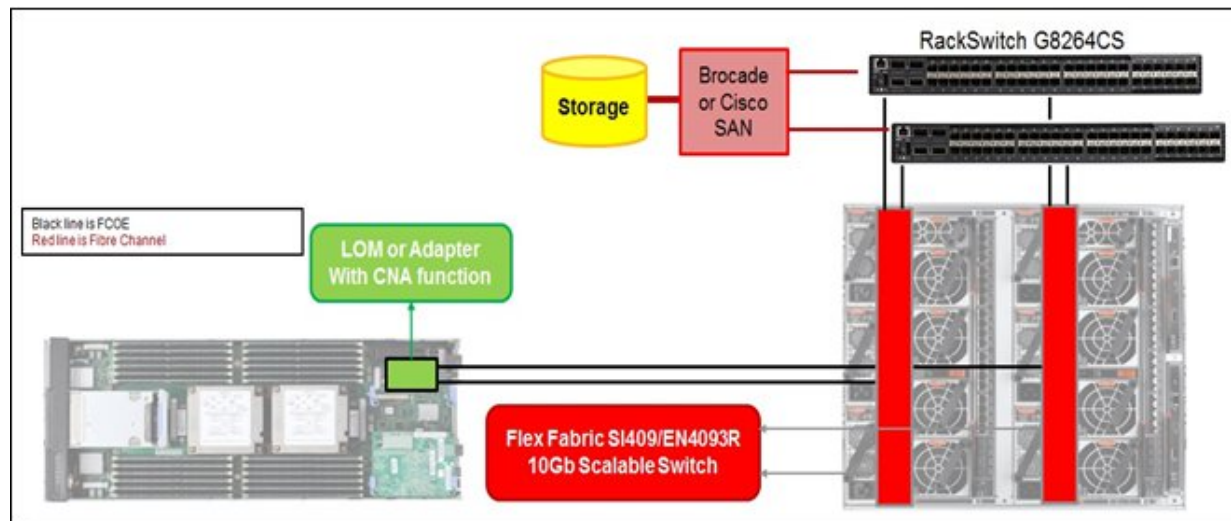 RackSwitch G8264CS
Brocade
or Cisco
SAN
Storage
Black line is FCOE
Red line is Fibre Channel
LOM or Adapter
With CNA function
Flex Fabric SI409/EN4093R
10Gb Scalable Switch